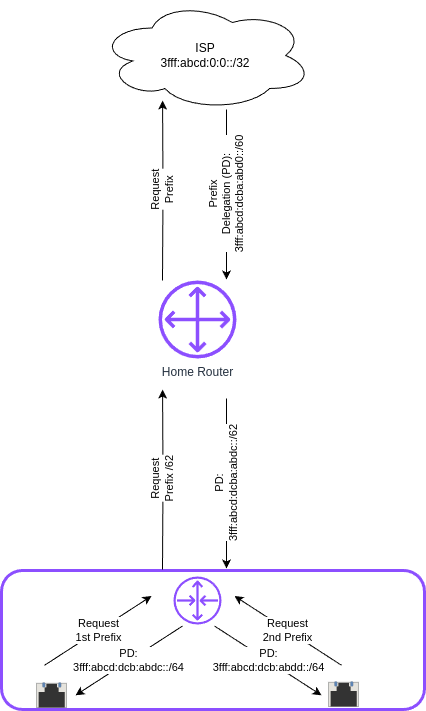 ISP
3fff:abcd:0:0::/32
Request
Prefix
Prefix
Delegation (PD):
3fff:abcd:dcba:abd0::/60
Home Router
Request
Prefix /62
PD:
3fff:abcd:dcba:abdc::/62
Request
1st Prefix
Request
2nd Prefix
PD:
3fff:abcd:dcb:abdc::/64
PD:
3fff:abcd:dcb:abdd::/64